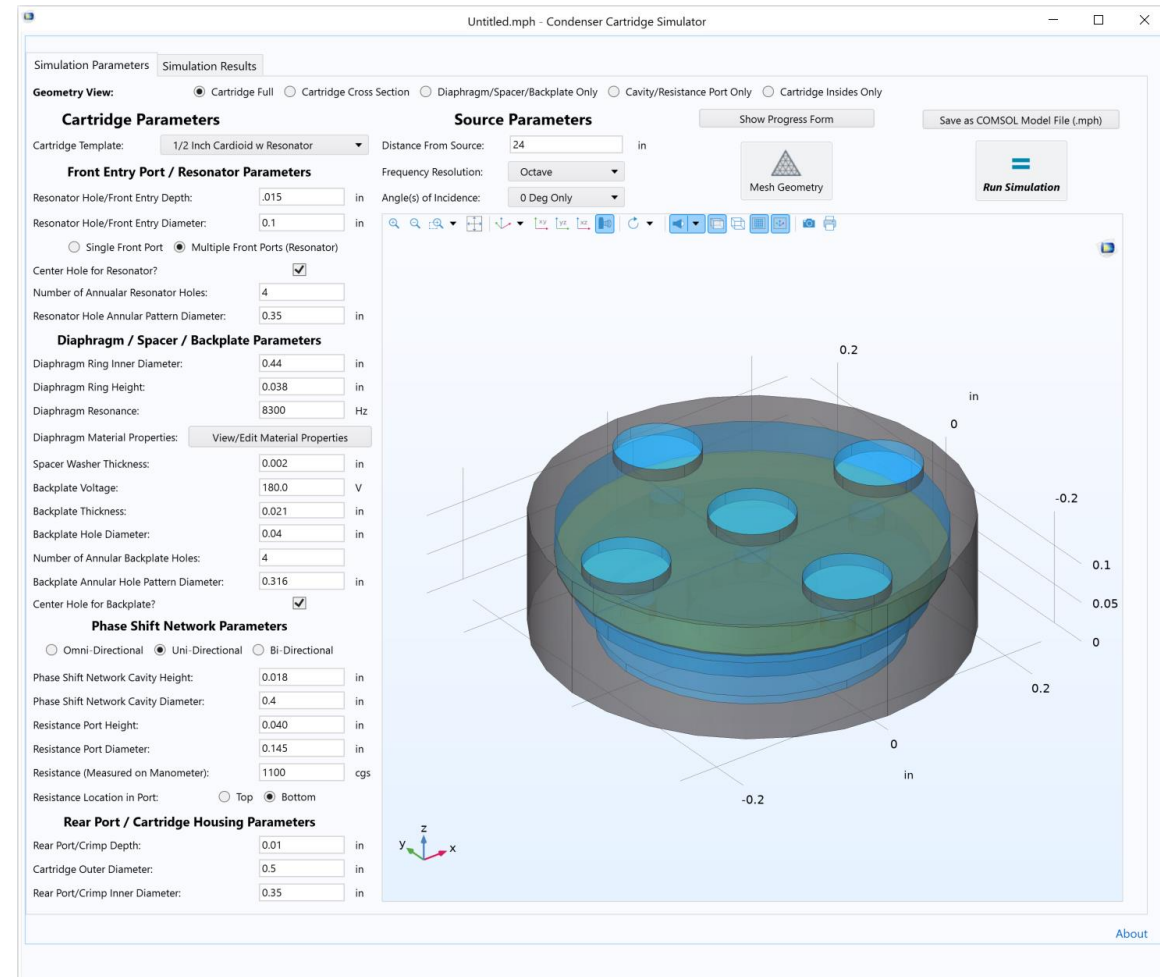 Untitled.mph - Condenser Cartridge Simulator
Simulation Parameters Simulation Results
Geometry View: Cartridge Full Cartridge Cross Section Diaphragm/Spacer/Backplate Only Cavity/Resistance Port Only Cartridge Insides Only
Cartridge Parameters
Cartridge Template: 1/2 Inch Cardioid w Resonator
Front Entry Port / Resonator Parameters
Resonator Hole/Front Entry Depth: .015 in
Resonator Hole/Front Entry Diameter: 0.1 in
Single Front Port Multiple Front Ports (Resonator)
Center Hole for Resonator?
Number of Annualar Resonator Holes: 4
Resonator Hole Annular Pattern Diameter: 0.35 in
Diaphragm / Spacer / Backplate Parameters
Diaphragm Ring Inner Diameter: 0.44 in
Diaphragm Ring Height: 0.038 in
Diaphragm Resonance: 8300 Hz
Diaphragm Material Properties: View/Edit Material Properties
Spacer Washer Thickness: 0.002 in
Backplate Voltage: 180.0 V
Backplate Thickness: 0.021 in
Backplate Hole Diameter: 0.04 in
Number of Annular Backplate Holes: 4
Backplate Annular Hole Pattern Diameter: 0.316 in
Center Hole for Backplate?
Phase Shift Network Parameters
Omni-Directional Uni-Directional Bi-Directional
Phase Shift Network Cavity Height: 0.018 in
Phase Shift Network Cavity Diameter: 0.4 in
Resistance Port Height: 0.040 in
Resistance Port Diameter: 0.145 in
Resistance (Measured on Manometer): 1100 cgs
Resistance Location in Port: Top Bottom
Rear Port / Cartridge Housing Parameters
Rear Port/Crimp Depth: 0.01 in
Cartridge Outer Diameter: 0.5 in
Rear Port/Crimp Inner Diameter: 0.35 in
Source Parameters
Distance From Source: 24 in
Frequency Resolution: Octave
Angle(s) of Incidence: 0 Deg Only
Show Progress Form
Mesh Geometry
Save as COMSOL Model File (.mph)
Run Simulation
xy yz xz
0.2
in
0
-0.2
0.1
0.05
0
0.2
0
in
-0.2
z
y
x
About